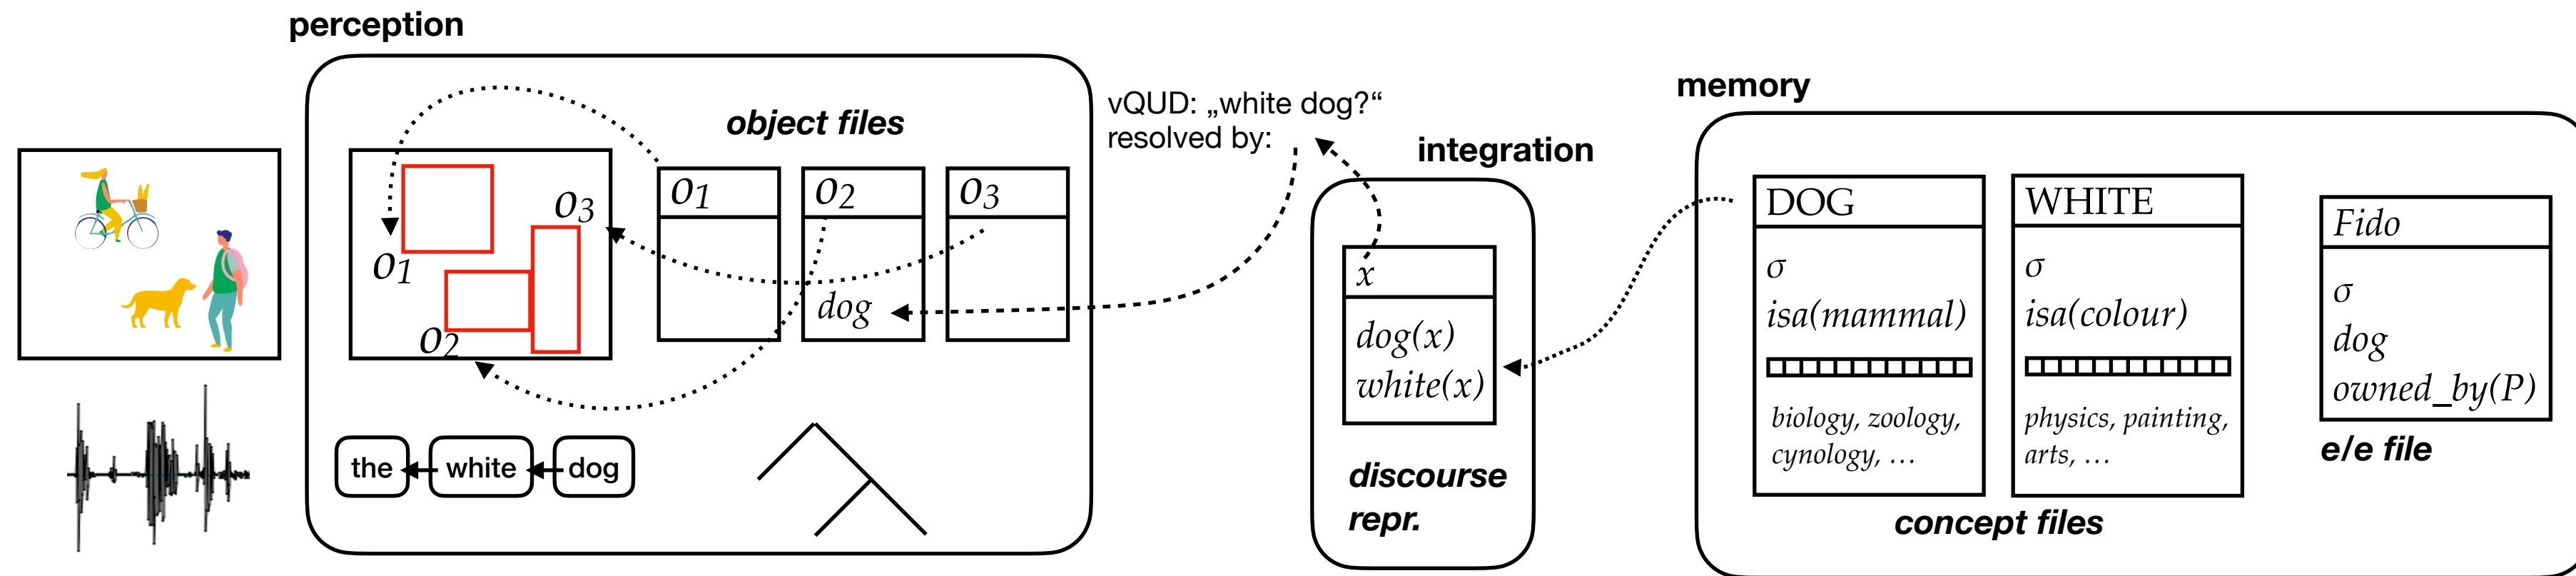 perception
object files
O1
O2
O3
dog
O3
O1
O2
the
white
dog
vQUD: „white dog?“
resolved by:
integration
x
dog(x)
white(x)
discourse
repr.
memory
DOG
σ
isa(mammal)
biology, zoology,
cynology, …
WHITE
σ
isa(colour)
physics, painting,
arts, …
concept files
Fido
σ
dog
owned_by(P)
e/e file